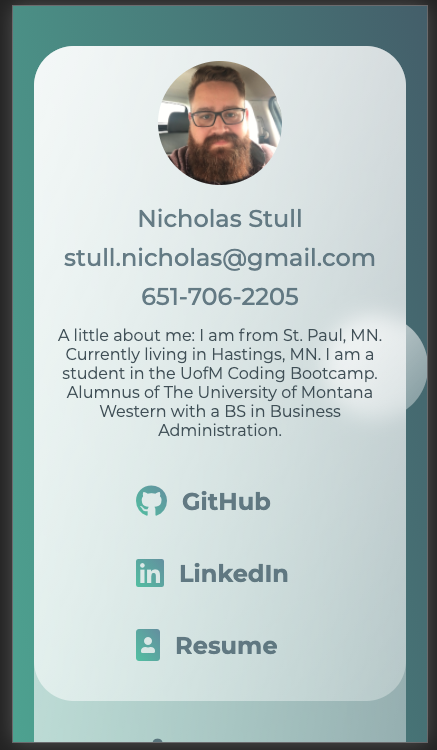 Nicholas Stull
stull.nicholas@gmail.com
651-706-2205
A little about me: I am from St. Paul, MN.
Currently living in Hastings, MN. I am a
student in the UofM Coding Bootcamp.
Alumnus of The University of Montana
Western with a BS in Business
Administration.
GitHub
in LinkedIn
Resume